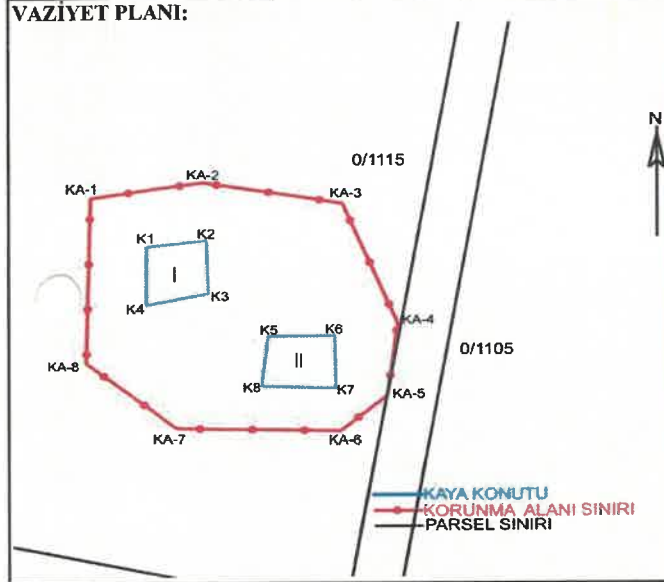 VAZİYET PLANI:
N
0/1115
KA-2
KA-1
KA-3
K1
K2
I
K3
K4
KA-4
K5
K6
0/1105
II
KA-8
K8
K7
KA-5
KA-7
KA-6
KAYA KONUTU
KORUNMA ALANI SINIRI
PARSEL SINIRI